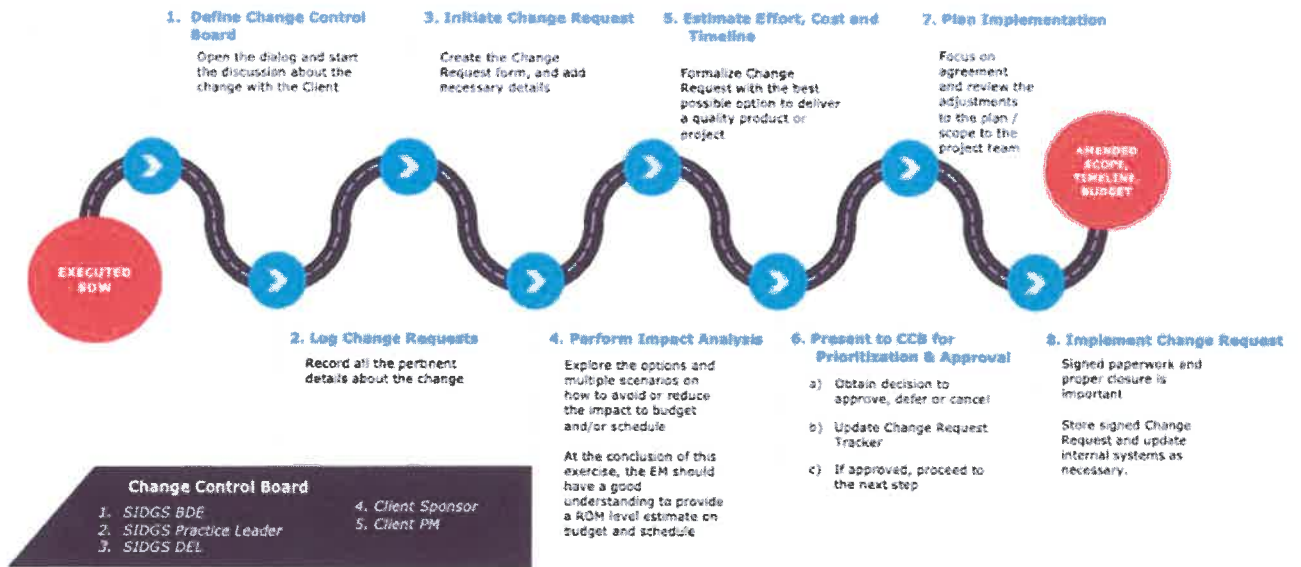 1. Define Change Control
Board
Open the dialog and start
the discussion about the
change with the Client
3. Initiate Change Request
Create the Change
Request form, and add
necessary details
5. Estimate Effort, Cost and
Timeline
Formalize Change
Request with the best
possible option to deliver
a quality product or
project
7. Plan Implementation
Focus on
agreement
and review the
adjustments
to the plan /
scope to the
project team
AMENDED
SCOPE,
TIMELINE,
BUDGET
EXECUTED
SOW
2. Log Change Requests
Record all the pertinent
details about the change
4. Perform Impact Analysis
Explore the options and
multiple scenarios on
how to avoid or reduce
the impact to budget
and/or schedule
At the conclusion of this
exercise, the EM should
have a good
understanding to provide
a ROM level estimate on
budget and schedule
6. Present to CCB for
Prioritization & Approval
a) Obtain decision to
approve, defer or cancel
b) Update Change Request
Tracker
c) If approved, proceed to
the next step
8. Implement Change Request
Signed paperwork and
proper closure is
important
Store signed Change
Request and update
internal systems as
necessary.
Change Control Board
1. SIDGS BDE
2. SIDGS Practice Leader
3. SIDGS DEL
4. Client Sponsor
5. Client PM